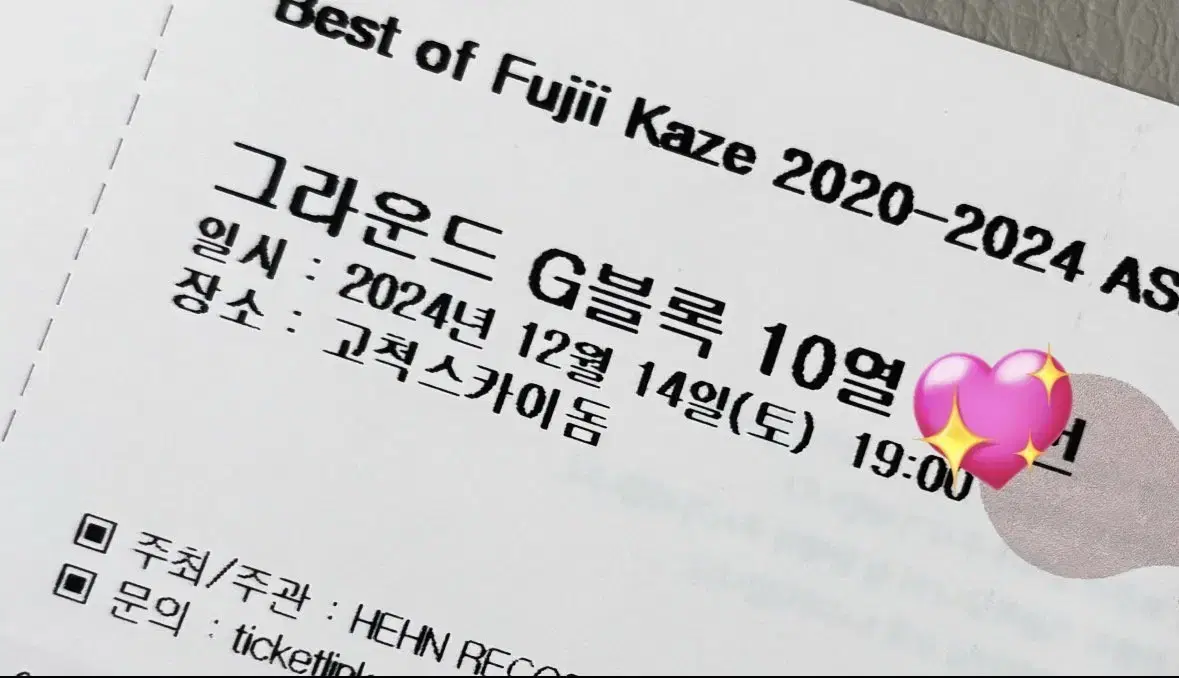 Best of Fujii Kaze 2020-2024
그라운드 G블록 10열
일시 : 2024년 12월 14일(토) 19:00
장소 : 고척스카이돔
▣ 주최/주관 : HEHN
▣ 문의 :